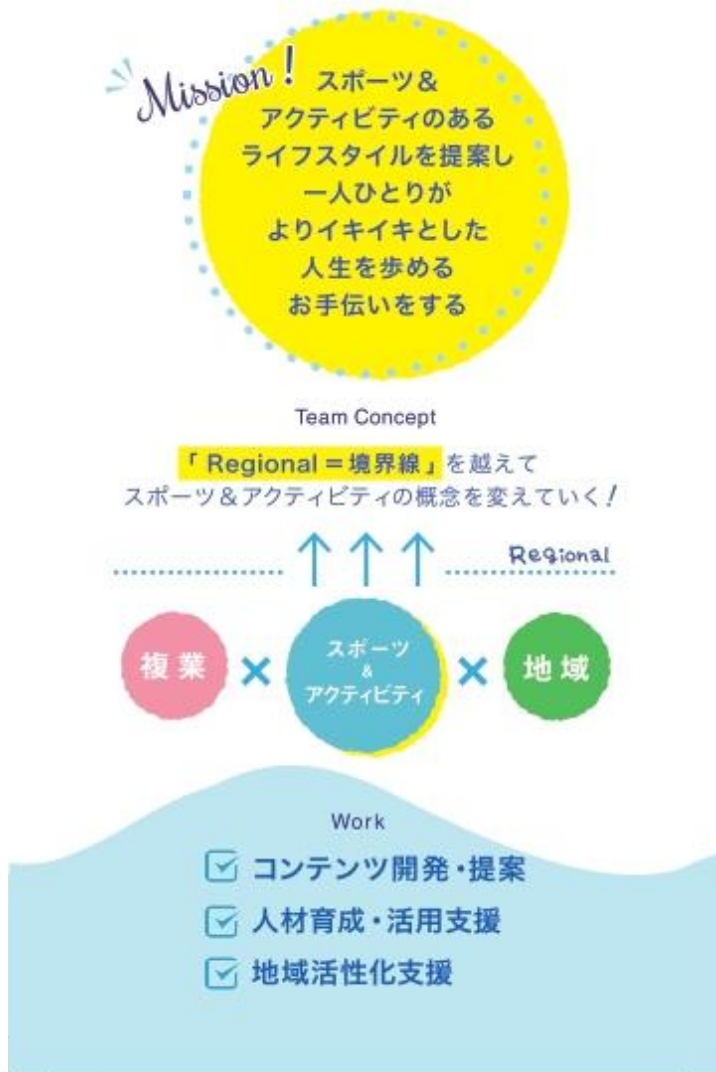 Mission!
スポーツ&
アクティビティのある
ライフスタイルを提案し
一人ひとりが
よりイキイキとした
人生を歩める
お手伝いをする
Team Concept
「Regional=境界線」を越えて
スポーツ&アクティビティの概念を変えていく!
Regional
複業 × スポーツ & アクティビティ × 地域
Work
コンテンツ開発・提案
人材育成・活用支援
地域活性化支援